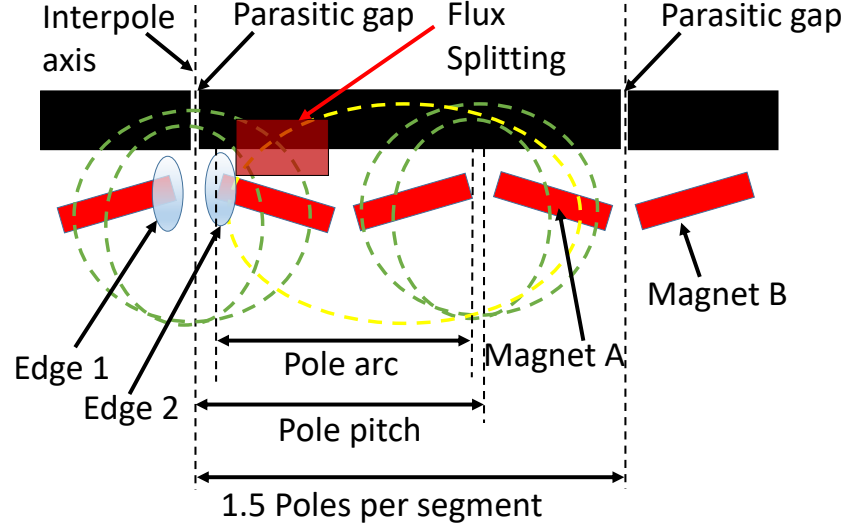 Interpole
axis
Parasitic gap
Flux
Splitting
Parasitic gap
Magnet B
Magnet A
Edge 1
Edge 2
Pole arc
Pole pitch
1.5 Poles per segment